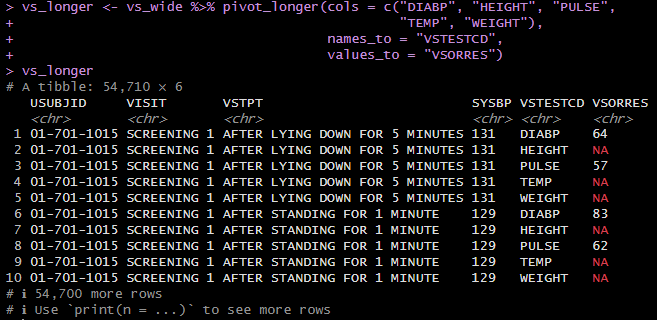 > vs_longer <- vs_wide %>% pivot_longer(cols = c("DIABP", "HEIGHT", "PULSE",
+ "TEMP", "WEIGHT"),
+ names_to = "VSTESTCD",
+ values_to = "VSORRES")
> vs_longer
# A tibble: 54,710 × 6
USUBJID VISIT VSTPT SYSBP VSTESTCD VSORRES
<chr> <chr> <chr> <chr> <chr> <chr>
1 01-701-1015 SCREENING 1 AFTER LYING DOWN FOR 5 MINUTES 131 DIABP 64
2 01-701-1015 SCREENING 1 AFTER LYING DOWN FOR 5 MINUTES 131 HEIGHT NA
3 01-701-1015 SCREENING 1 AFTER LYING DOWN FOR 5 MINUTES 131 PULSE 57
4 01-701-1015 SCREENING 1 AFTER LYING DOWN FOR 5 MINUTES 131 TEMP NA
5 01-701-1015 SCREENING 1 AFTER LYING DOWN FOR 5 MINUTES 131 WEIGHT NA
6 01-701-1015 SCREENING 1 AFTER STANDING FOR 1 MINUTE 129 DIABP 83
7 01-701-1015 SCREENING 1 AFTER STANDING FOR 1 MINUTE 129 HEIGHT NA
8 01-701-1015 SCREENING 1 AFTER STANDING FOR 1 MINUTE 129 PULSE 62
9 01-701-1015 SCREENING 1 AFTER STANDING FOR 1 MINUTE 129 TEMP NA
10 01-701-1015 SCREENING 1 AFTER STANDING FOR 1 MINUTE 129 WEIGHT NA
# ℹ 54,700 more rows
# ℹ Use `print(n = ...)` to see more rows